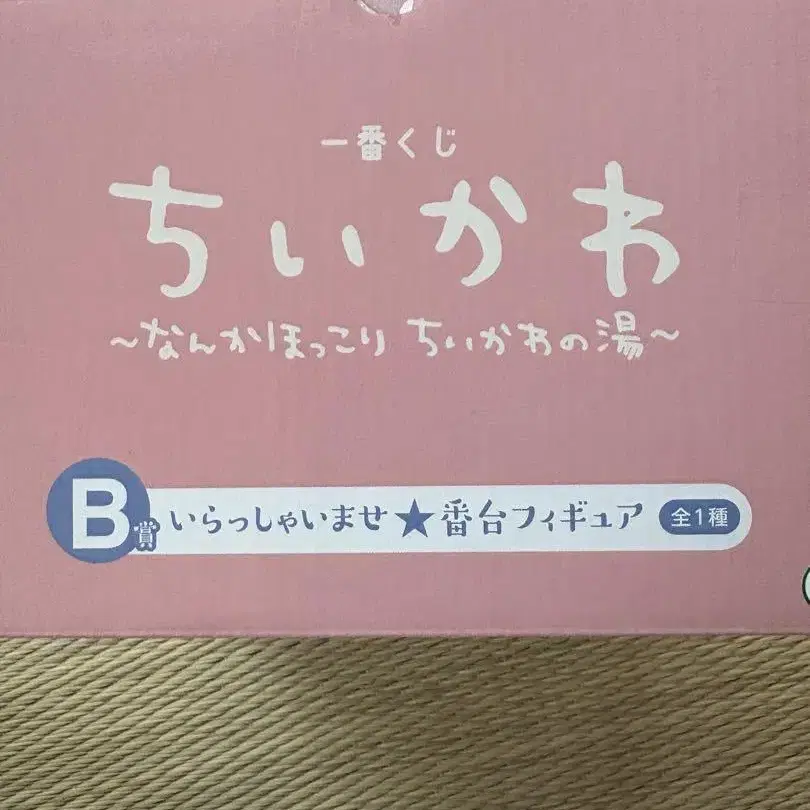 一番くじ
ちいかわ
~なんかほっこり ちいかわの湯~
B賞 いらっしゃいませ★番台フィギュア 全1種